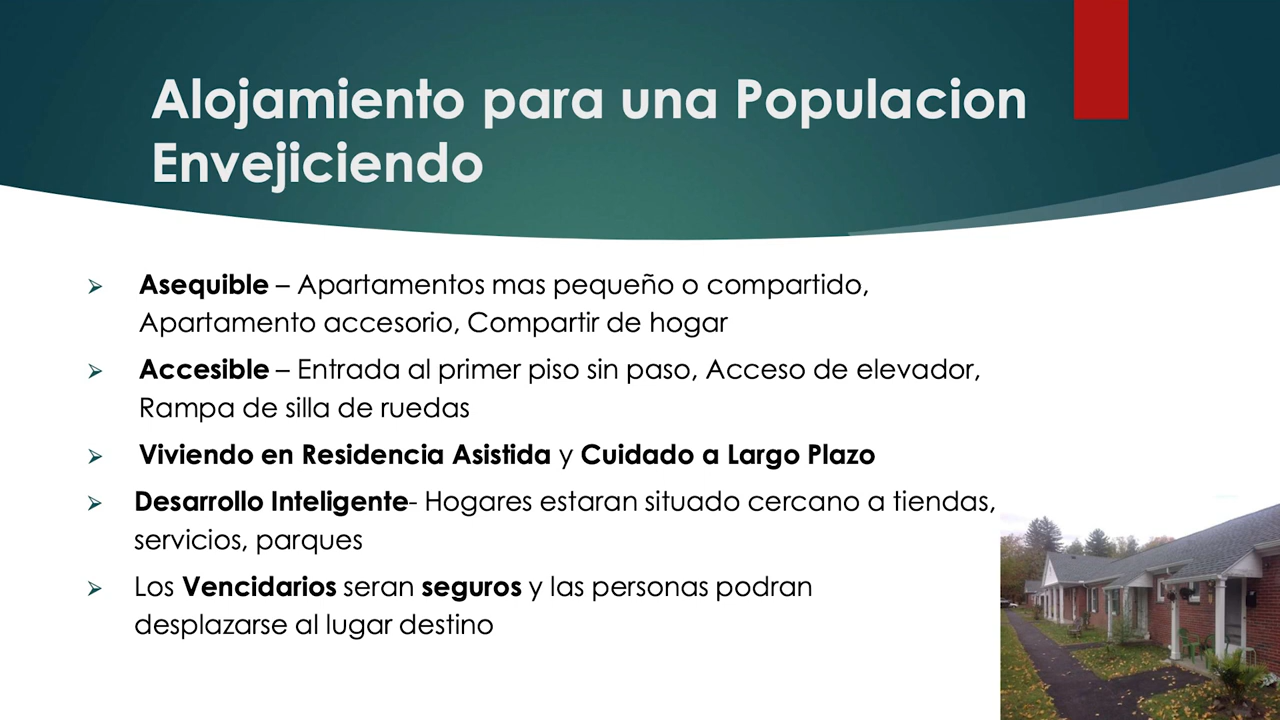 Alojamiento para una Populacion
Envejiciendo
Asequible – Apartamentos mas pequeño o compartido,
Apartamento accesorio, Compartir de hogar
Accesible – Entrada al primer piso sin paso, Acceso de elevador,
Rampa de silla de ruedas
Viviendo en Residencia Asistida y Cuidado a Largo Plazo
Desarrollo Inteligente- Hogares estaran situado cercano a tiendas,
servicios, parques
Los Vencidarios seran seguros y las personas podran
desplazarse al lugar destino